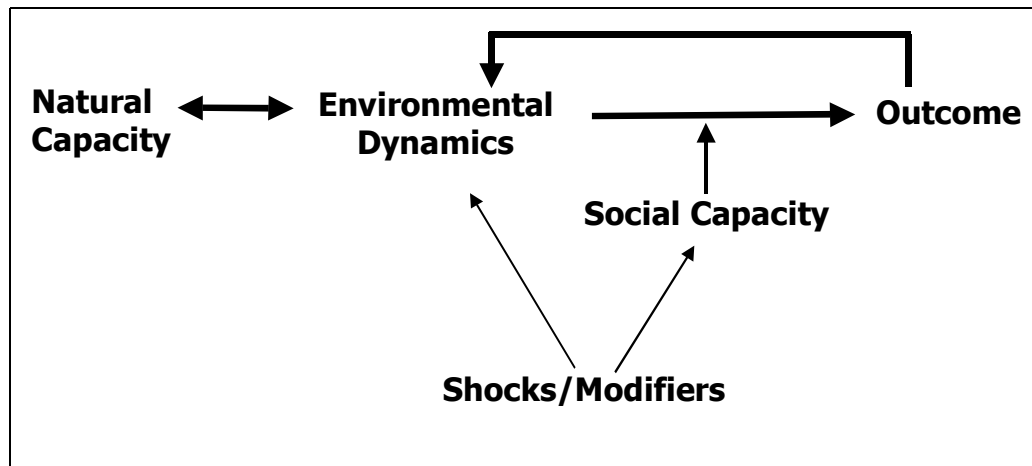 Natural
Capacity
Environmental
Dynamics
Outcome
Social Capacity
Shocks/Modifiers